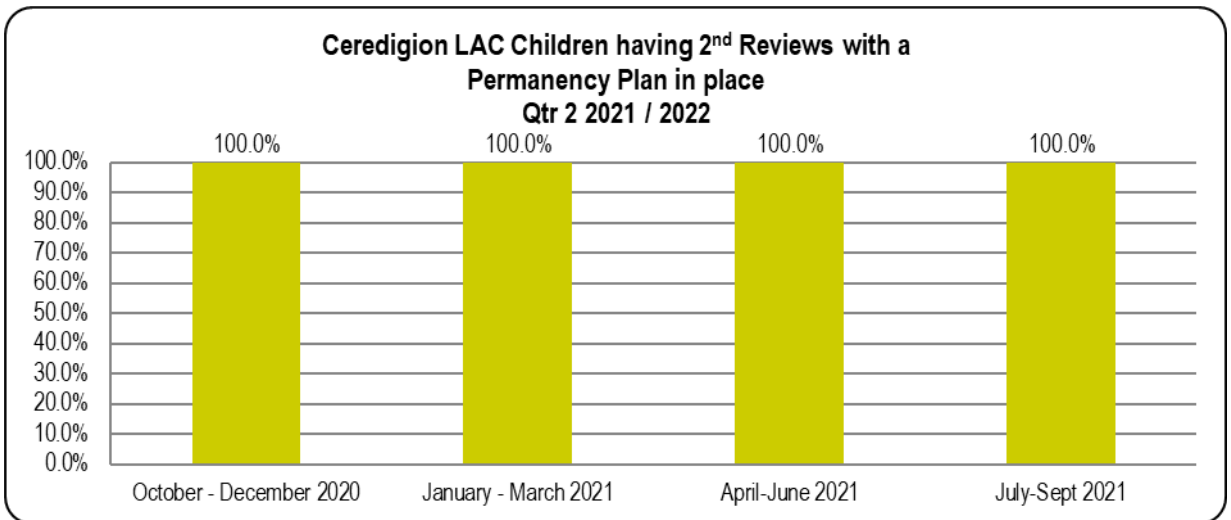 Ceredigion LAC Children having 2nd Reviews with a
Permanency Plan in place
Qtr 2 2021 / 2022
100.0% 100.0% 100.0% 100.0%
100.0%
90.0%
80.0%
70.0%
60.0%
50.0%
40.0%
30.0%
20.0%
10.0%
0.0%
October - December 2020 January - March 2021 April-June 2021 July-Sept 2021